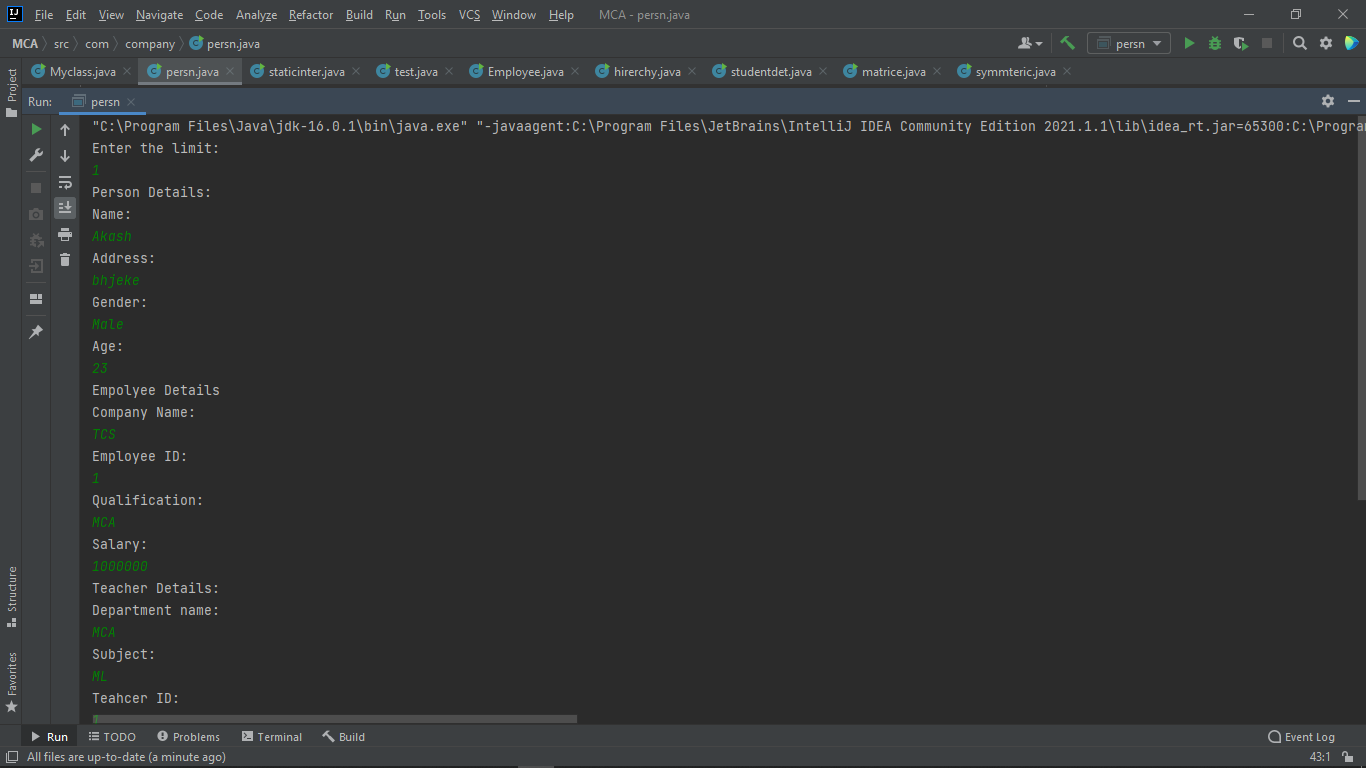 IJ File Edit View Navigate Code Analyze Refactor Build Run Tools VCS Window Help MCA - persn.java
MCA src com company persn.java persn
Myclass.java persn.java staticinter.java test.java Employee.java hirerchy.java studentdet.java matrice.java symmteric.java
Project
Run: persn
"C:\Program Files\Java\jdk-16.0.1\bin\java.exe" "-javaagent:C:\Program Files\JetBrains\IntelliJ IDEA Community Edition 2021.1.1\lib\idea_rt.jar=65300:C:\Program
Enter the limit:
1
Person Details:
Name:
Akash
Address:
bhjeke
Gender:
Male
Age:
23
Empolyee Details
Company Name:
TCS
Employee ID:
1
Qualification:
MCA
Salary:
1000000
Teacher Details:
Department name:
MCA
Subject:
ML
Teahcer ID:
1
Structure
Favorites
Run TODO Problems Terminal Build Event Log
All files are up-to-date (a minute ago) 43:1